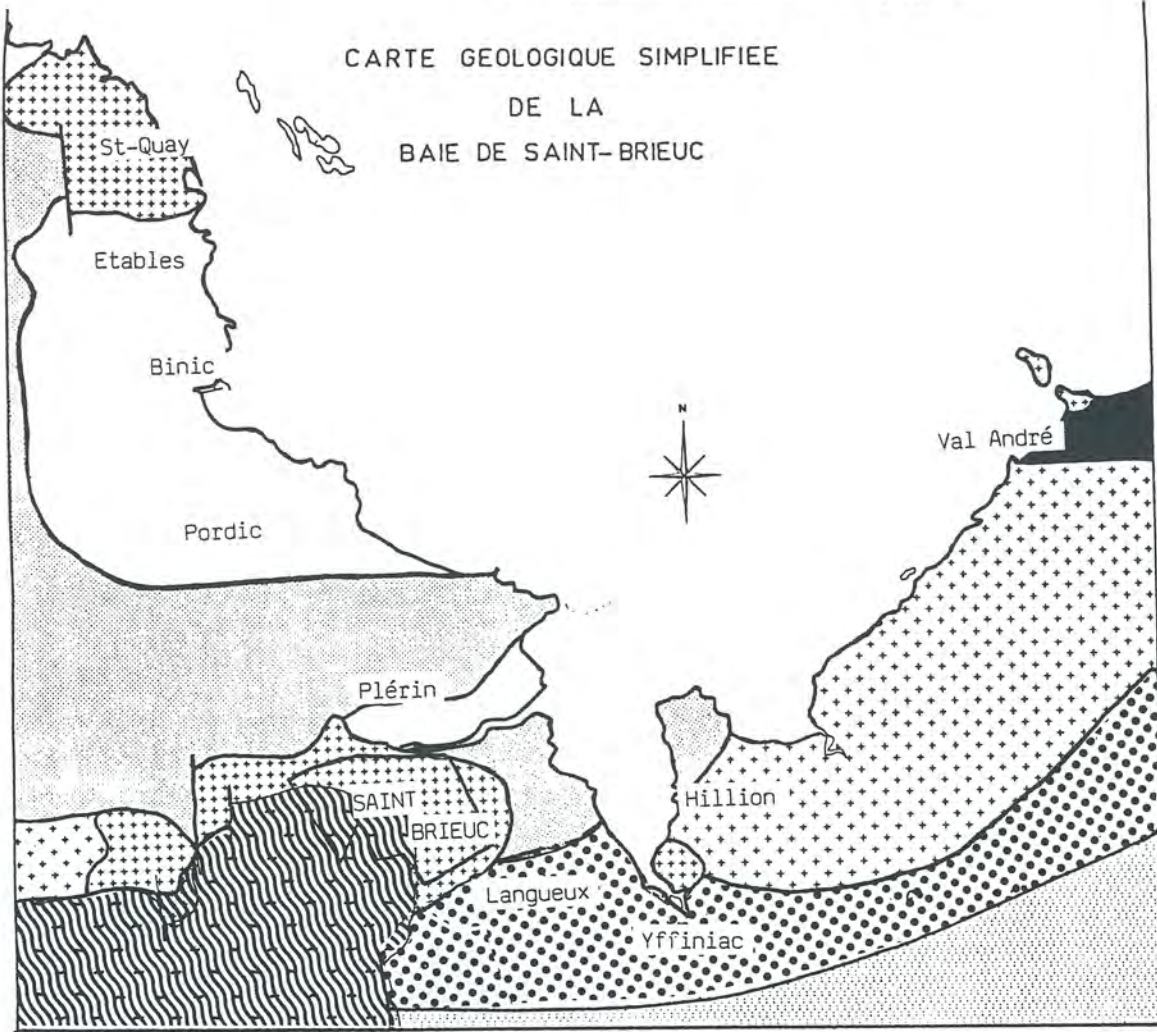 CARTE GEOLOGIQUE SIMPLIFIEE
DE LA
BAIE DE SAINT-BRIEUC
St-Quay
Etables
Binic
N
Val André
Pordic
Plérin
Hillion
SAINT
BRIEUC
Langueux
Yffiniac